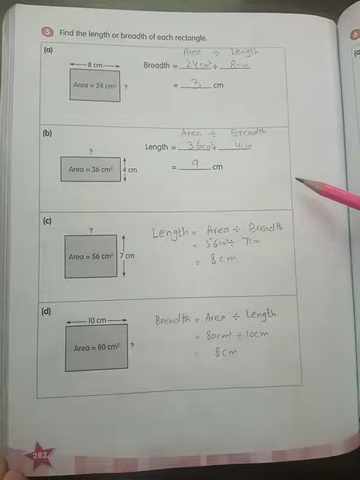 5 Find the length or breadth of each rectangle.
(a)
Area ÷ Length
8 cm
Breadth = 24cm² ÷ 8cm
Area = 24 cm² ?
= 3 cm
(b)
Area ÷ Breadth
?
Length = 36cm² ÷ 4cm
Area = 36 cm² 4 cm
= 9 cm
(c)
?
Length = Area ÷ Breadth
= 56cm² ÷ 7cm
Area = 56 cm² 7 cm
= 8cm
(d)
10 cm
Breadth = Area ÷ Length
= 80cm² ÷ 10cm
Area = 80 cm² ?
= 8cm
282
6
(a